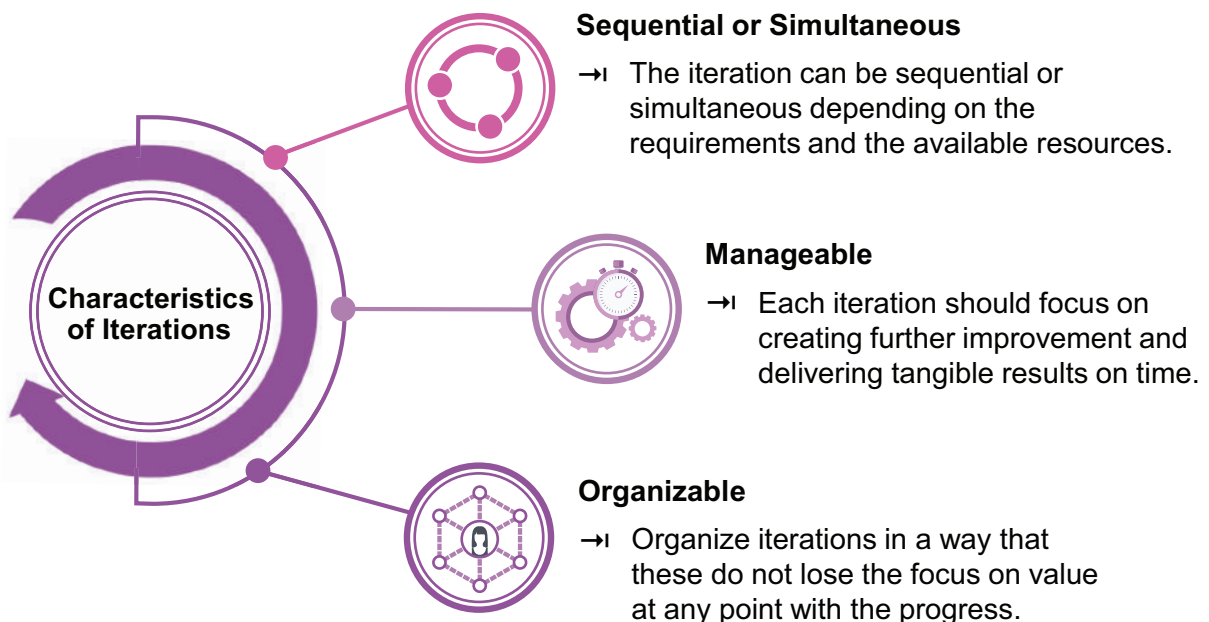 Sequential or Simultaneous
→ı The iteration can be sequential or
simultaneous depending on the
requirements and the available resources.
Characteristics
of Iterations
Manageable
→ı Each iteration should focus on
creating further improvement and
delivering tangible results on time.
Organizable
→ı Organize iterations in a way that
these do not lose the focus on value
at any point with the progress.